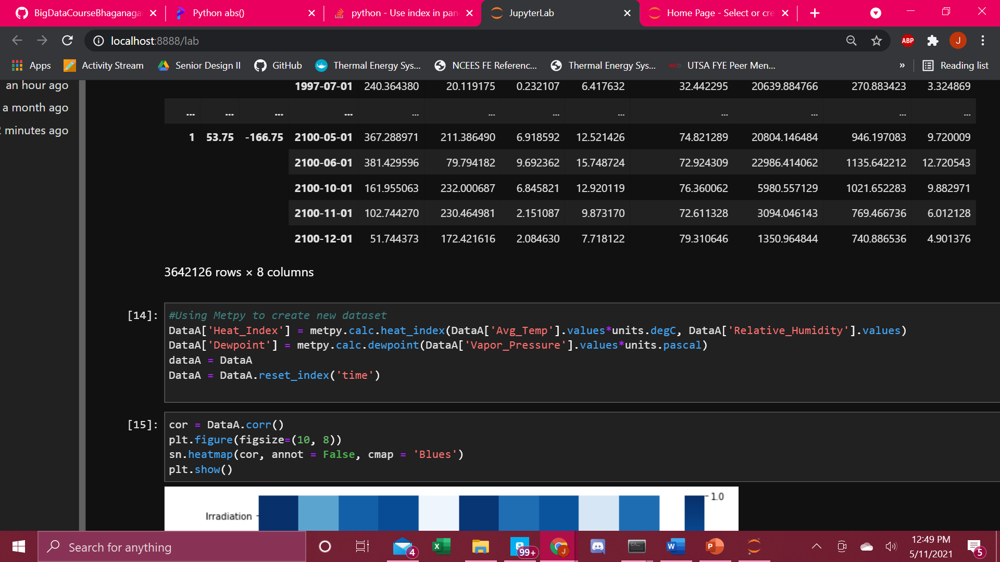 BigDataCourseBhaganaga
Python abs()
python - Use index in pan
JupyterLab
Home Page - Select or cre
localhost:8888/lab
ABP
J
Apps
Activity Stream
Senior Design II
GitHub
Thermal Energy Sys...
NCEES FE Referenc...
Thermal Energy Sys...
UTSA FYE Peer Men...
»
Reading list
an hour ago
a month ago
minutes ago
1997-07-01 240.364380 20.119175 0.232107 6.417632 32.442295 20639.884766 270.883423 3.324869
... ... ... ... ... ... ... ... ... ... ... ...
1 53.75 -166.75 2100-05-01 367.288971 211.386490 6.918592 12.521426 74.821289 20804.146484 946.197083 9.720009
2100-06-01 381.429596 79.794182 9.692362 15.748724 72.924309 22986.414062 1135.642212 12.720543
2100-10-01 161.955063 232.000687 6.845821 12.920119 76.360062 5980.557129 1021.652283 9.882971
2100-11-01 102.744270 230.464981 2.151087 9.873170 72.611328 3094.046143 769.466736 6.012128
2100-12-01 51.744373 172.421616 2.084630 7.718122 79.310646 1350.964844 740.886536 4.901376
3642126 rows × 8 columns
[14]:
#Using Metpy to create new dataset
DataA['Heat_Index'] = metpy.calc.heat_index(DataA['Avg_Temp'].values*units.degC, DataA['Relative_Humidity'].values)
DataA['Dewpoint'] = metpy.calc.dewpoint(DataA['Vapor_Pressure'].values*units.pascal)
dataA = DataA
DataA = DataA.reset_index('time')
[15]:
cor = DataA.corr()
plt.figure(figsize=(10, 8))
sn.heatmap(cor, annot = False, cmap = 'Blues')
plt.show()
1.0
Irradiation
Search for anything
4
99+
J
12:49 PM
5/11/2021
5